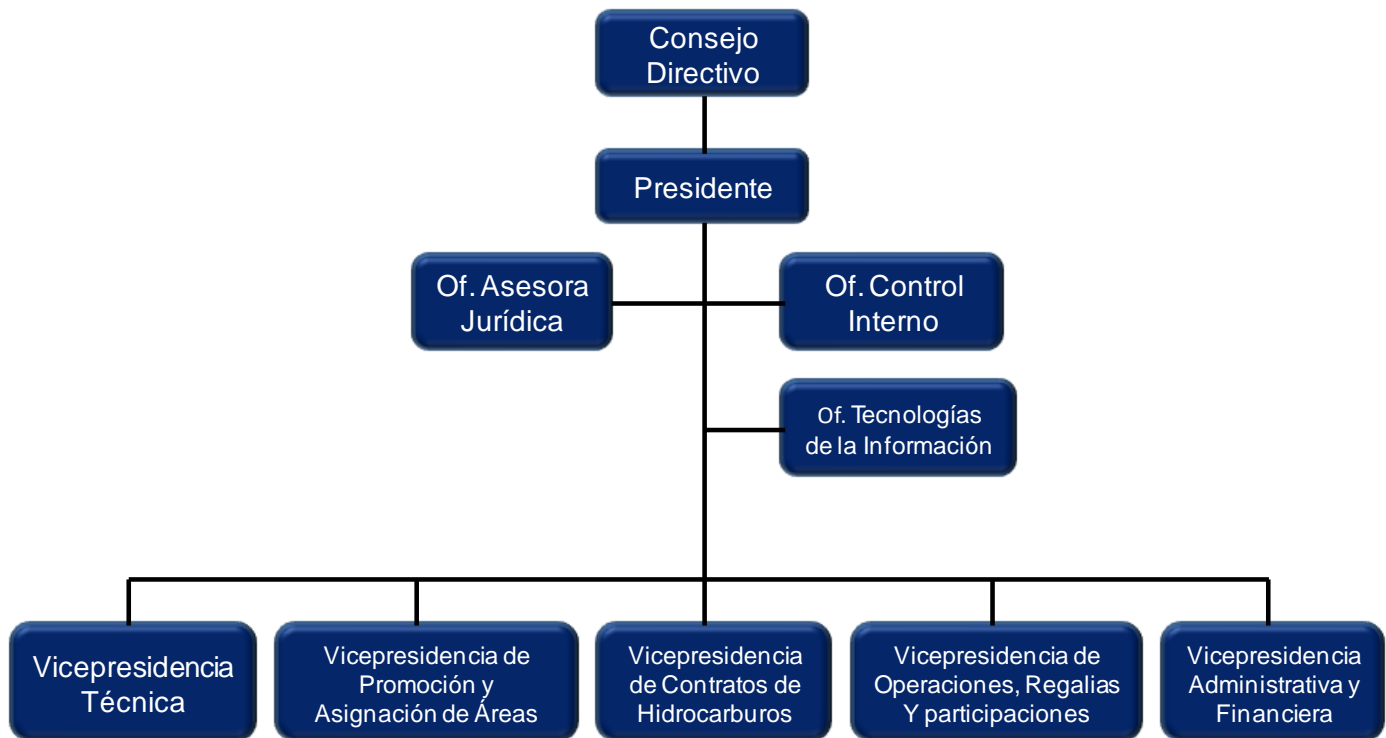 Consejo
Directivo
Presidente
Of. Asesora
Jurídica
Of. Control
Interno
Of. Tecnologías
de la Información
Vicepresidencia
Técnica
Vicepresidencia de
Promoción y
Asignación de Áreas
Vicepresidencia
de Contratos de
Hidrocarburos
Vicepresidencia de
Operaciones, Regalias
Y participaciones
Vicepresidencia
Administrativa y
Financiera